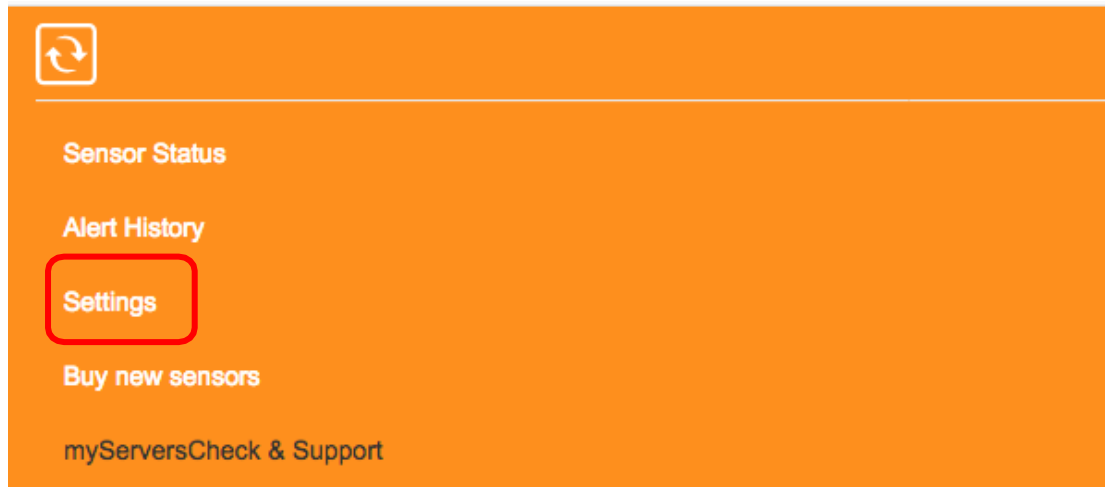 Sensor Status
Alert History
Settings
Buy new sensors
myServersCheck & Support